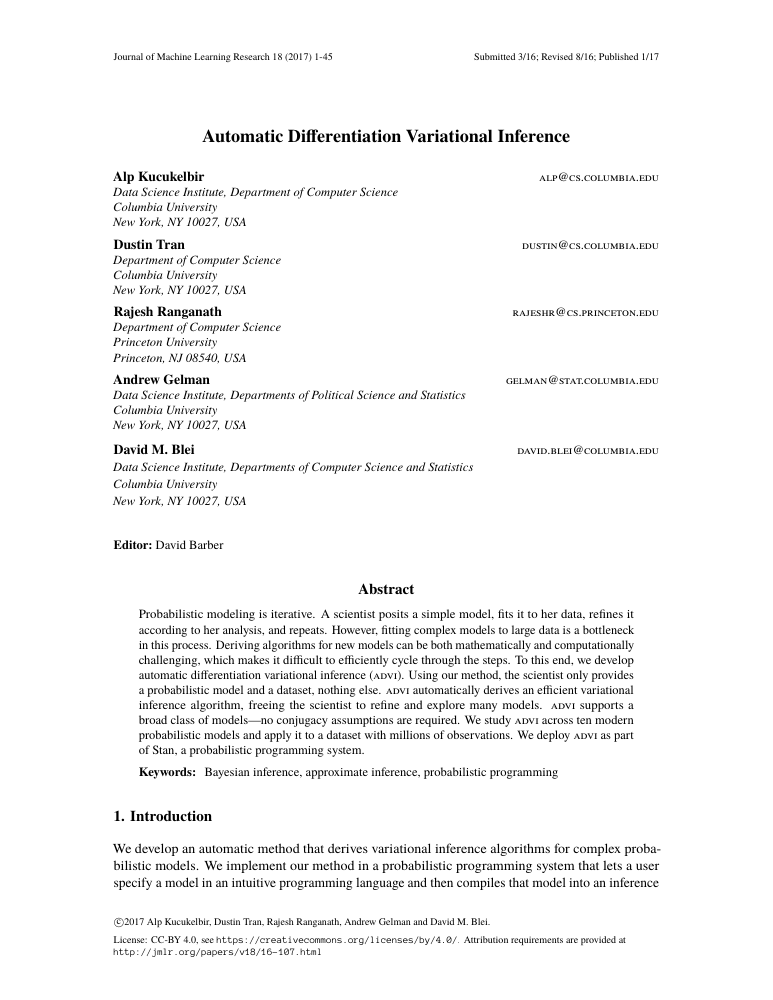 Journal of Machine Learning Research 18 (2017) 1-45
Submitted 3/16; Revised 8/16; Published 1/17
Automatic Differentiation Variational Inference
Alp Kucukelbir
ALP@CS.COLUMBIA.EDU
Data Science Institute, Department of Computer Science
Columbia University
New York, NY 10027, USA
Dustin Tran
DUSTIN@CS.COLUMBIA.EDU
Department of Computer Science
Columbia University
New York, NY 10027, USA
Rajesh Ranganath
RAJESHR@CS.PRINCETON.EDU
Department of Computer Science
Princeton University
Princeton, NJ 08540, USA
Andrew Gelman
GELMAN@STAT.COLUMBIA.EDU
Data Science Institute, Departments of Political Science and Statistics
Columbia University
New York, NY 10027, USA
David M. Blei
DAVID.BLEI@COLUMBIA.EDU
Data Science Institute, Departments of Computer Science and Statistics
Columbia University
New York, NY 10027, USA
Editor: David Barber
Abstract
Probabilistic modeling is iterative. A scientist posits a simple model, fits it to her data, refines it
according to her analysis, and repeats. However, fitting complex models to large data is a bottleneck
in this process. Deriving algorithms for new models can be both mathematically and computationally
challenging, which makes it difficult to efficiently cycle through the steps. To this end, we develop
automatic differentiation variational inference (ADVI). Using our method, the scientist only provides
a probabilistic model and a dataset, nothing else. ADVI automatically derives an efficient variational
inference algorithm, freeing the scientist to refine and explore many models. ADVI supports a
broad class of models—no conjugacy assumptions are required. We study ADVI across ten modern
probabilistic models and apply it to a dataset with millions of observations. We deploy ADVI as part
of Stan, a probabilistic programming system.
Keywords: Bayesian inference, approximate inference, probabilistic programming
1. Introduction
We develop an automatic method that derives variational inference algorithms for complex proba-
bilistic models. We implement our method in a probabilistic programming system that lets a user
specify a model in an intuitive programming language and then compiles that model into an inference
©2017 Alp Kucukelbir, Dustin Tran, Rajesh Ranganath, Andrew Gelman and David M. Blei.
License: CC-BY 4.0, see https://creativecommons.org/licenses/by/4.0/. Attribution requirements are provided at
http://jmlr.org/papers/v18/16-107.html